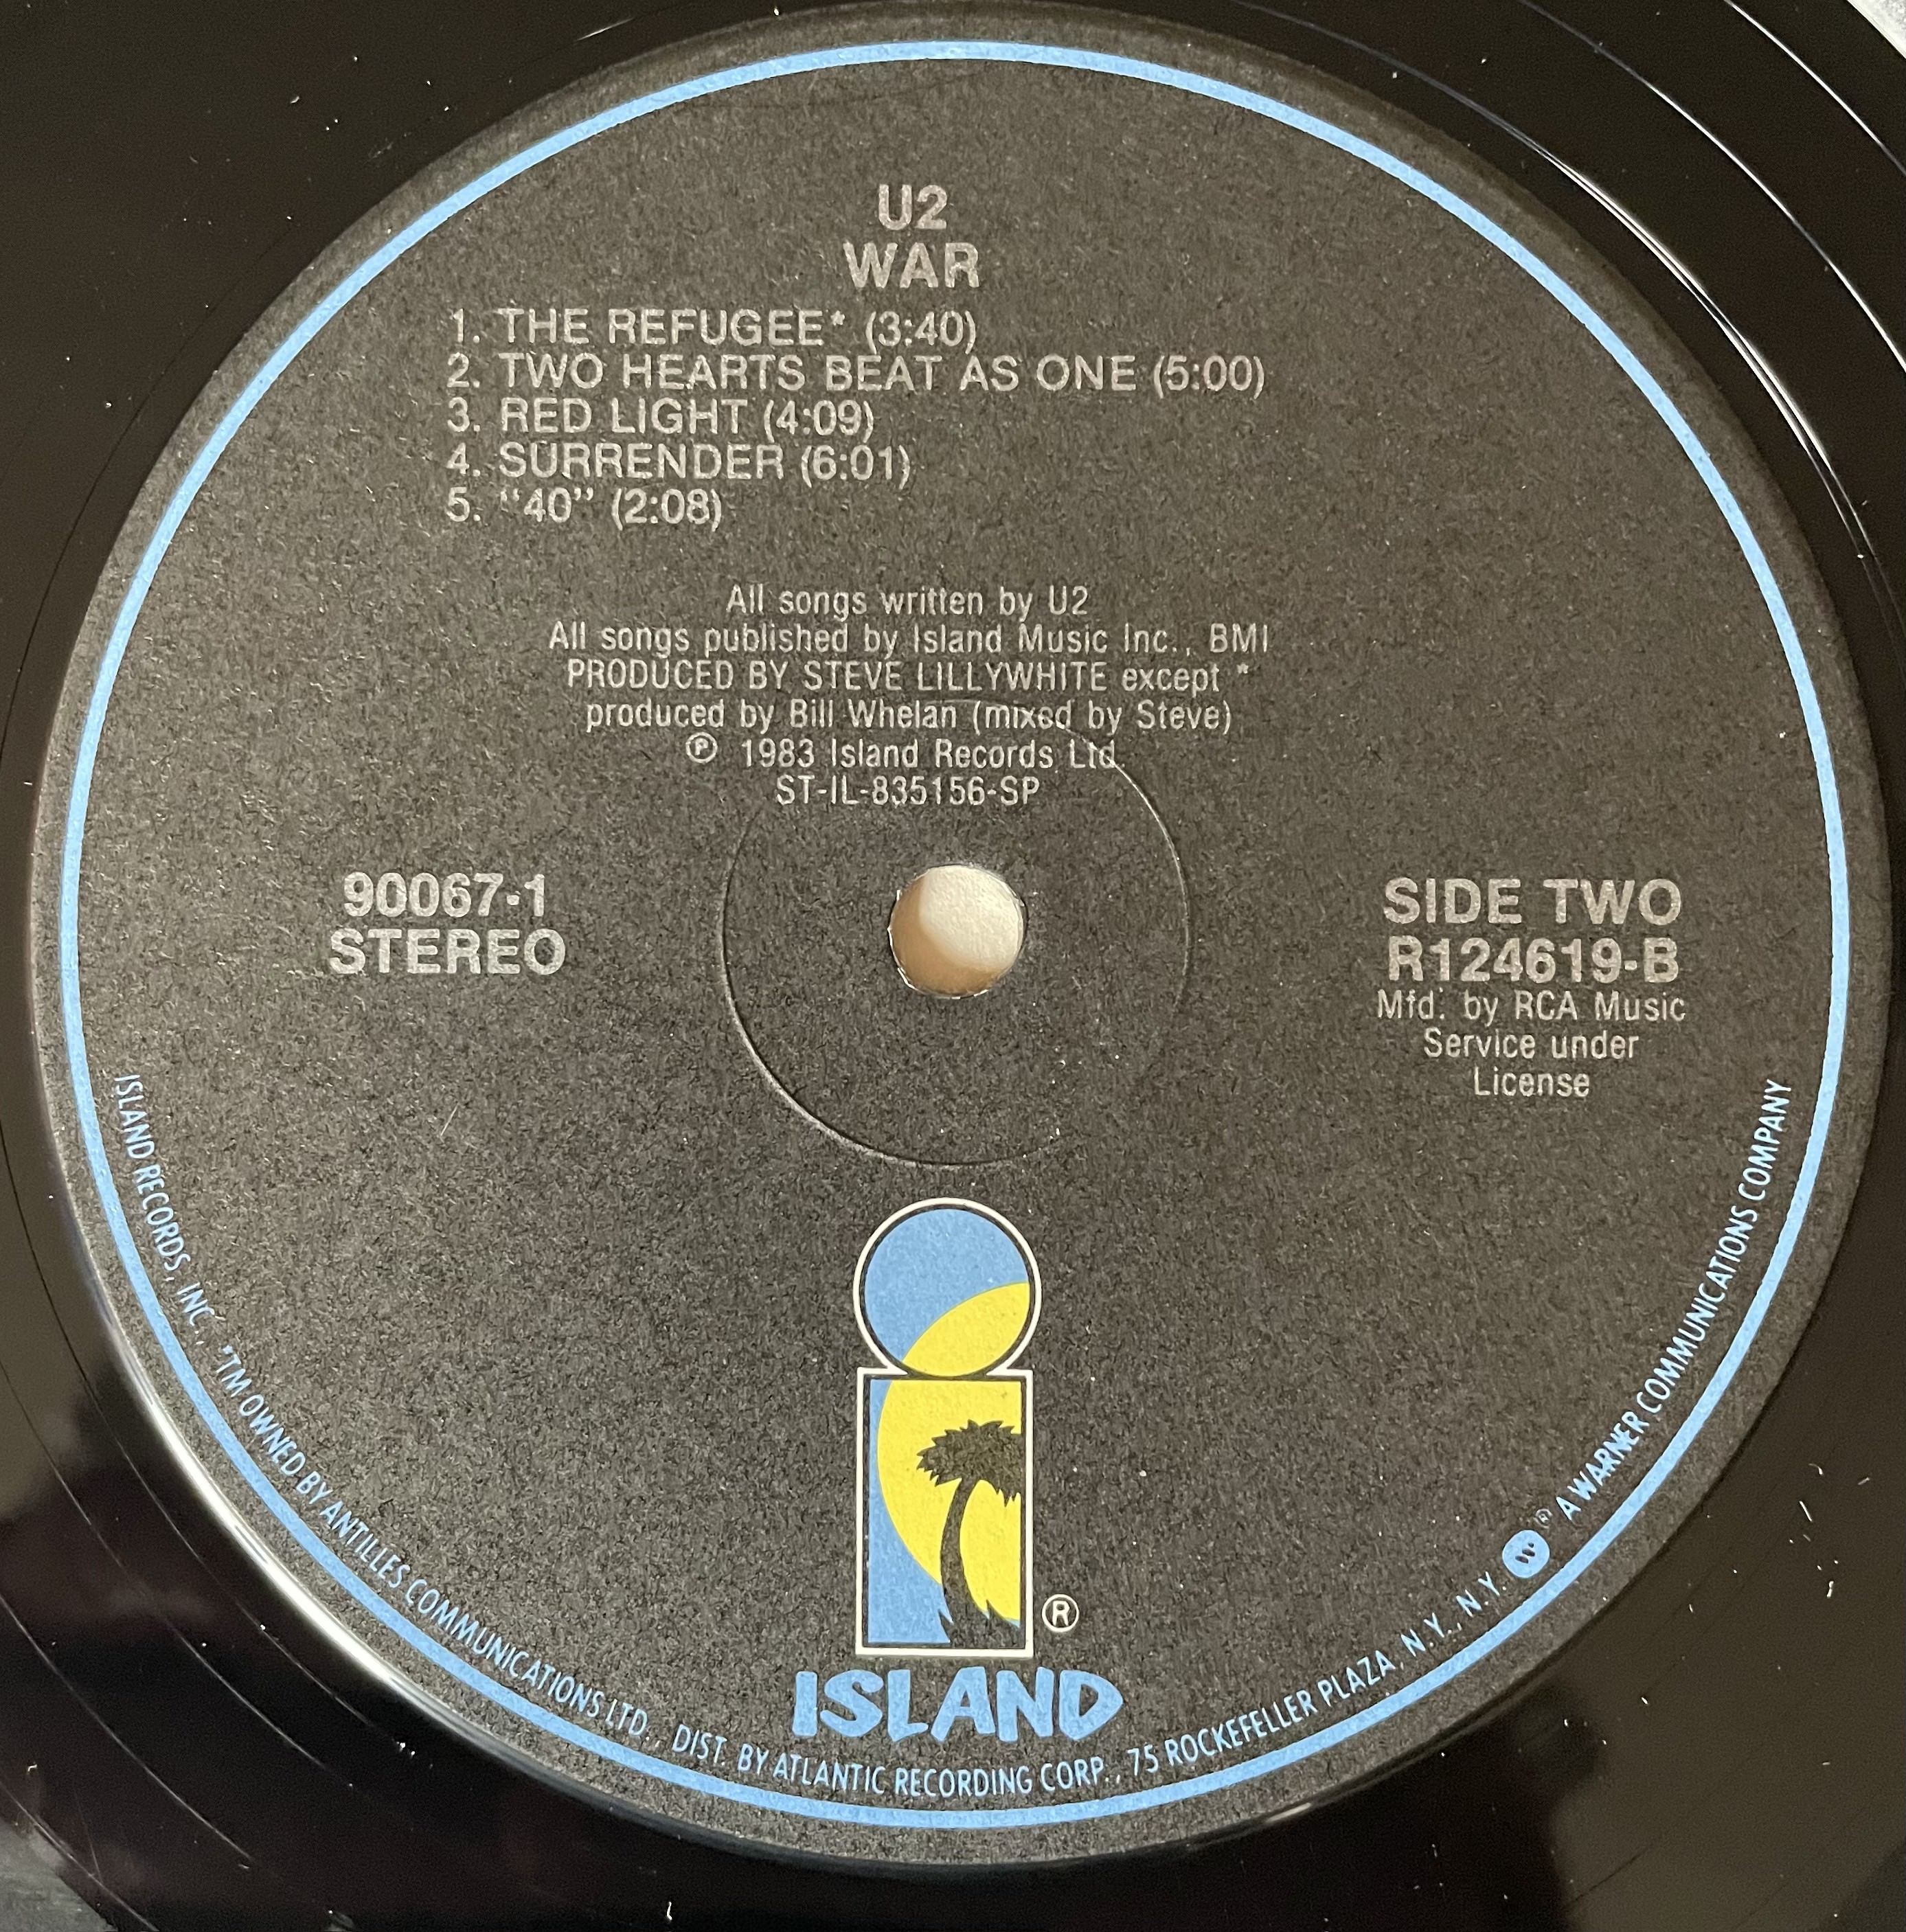 U2
WAR
1. THE REFUGEE* (3:40)
2. TWO HEARTS BEAT AS ONE (5:00)
3. RED LIGHT (4:09)
4. SURRENDER (6:01)
5. “40” (2:08)
All songs written by U2
All songs published by Island Music Inc., BMI
PRODUCED BY STEVE LILLYWHITE except *
produced by Bill Whelan (mixed by Steve)
℗ 1983 Island Records Ltd.
ST-IL-835156-SP
90067-1
STEREO
SIDE TWO
R124619-B
Mfd. by RCA Music
Service under
License
®
ISLAND
ISLAND RECORDS, INC., *TM OWNED BY ANTILLES COMMUNICATIONS LTD., DIST. BY ATLANTIC RECORDING CORP., 75 ROCKEFELLER PLAZA, N.Y., N.Y. ® A WARNER COMMUNICATIONS COMPANY